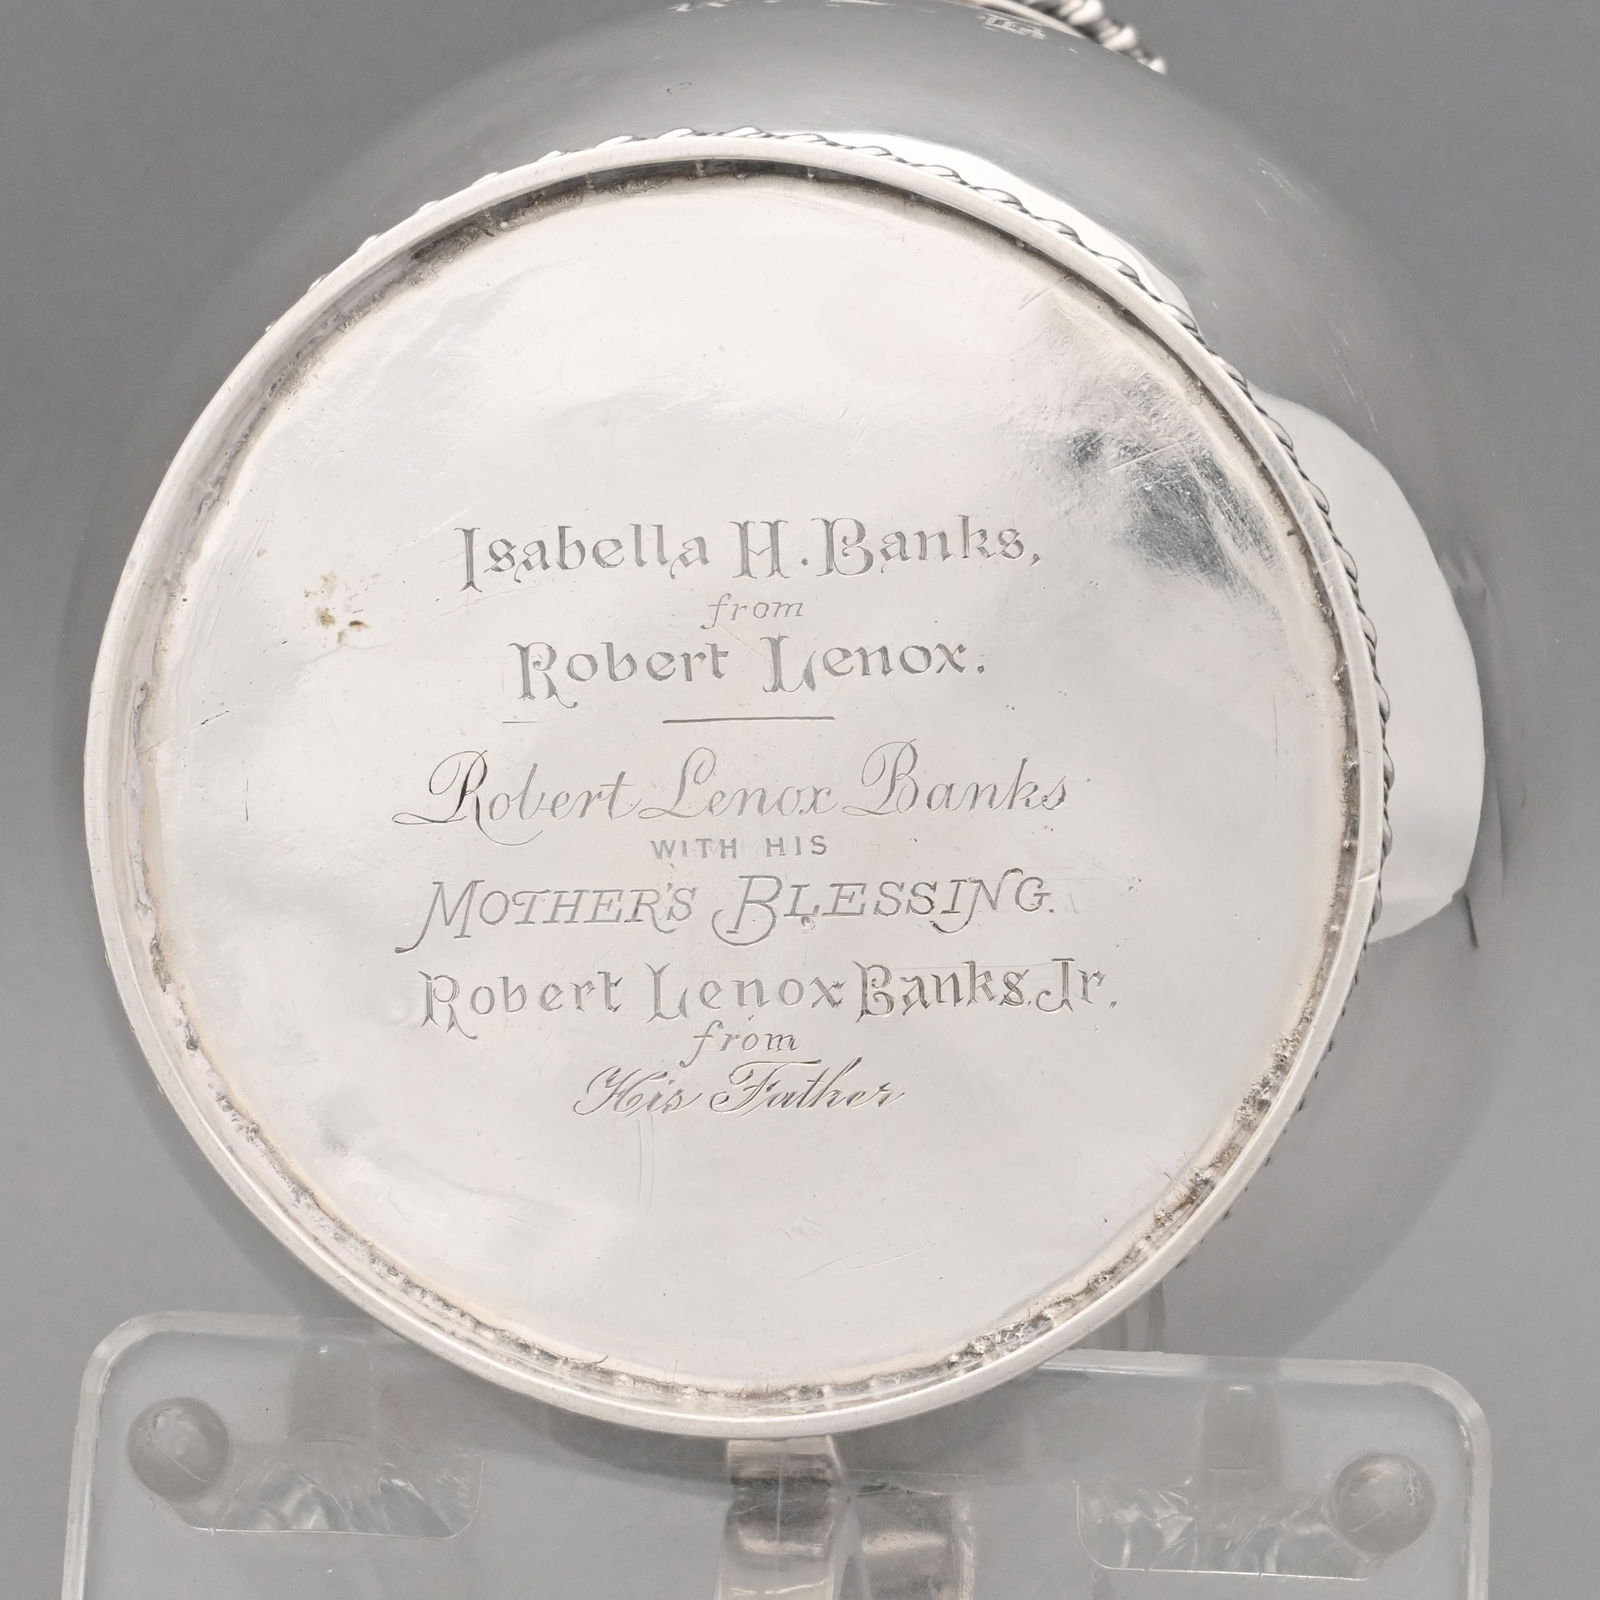 Isabella H. Banks,
from
Robert Lenox.
Robert Lenox Banks
WITH HIS
MOTHER'S BLESSING.
Robert Lenox Banks, Jr.
from
His Father